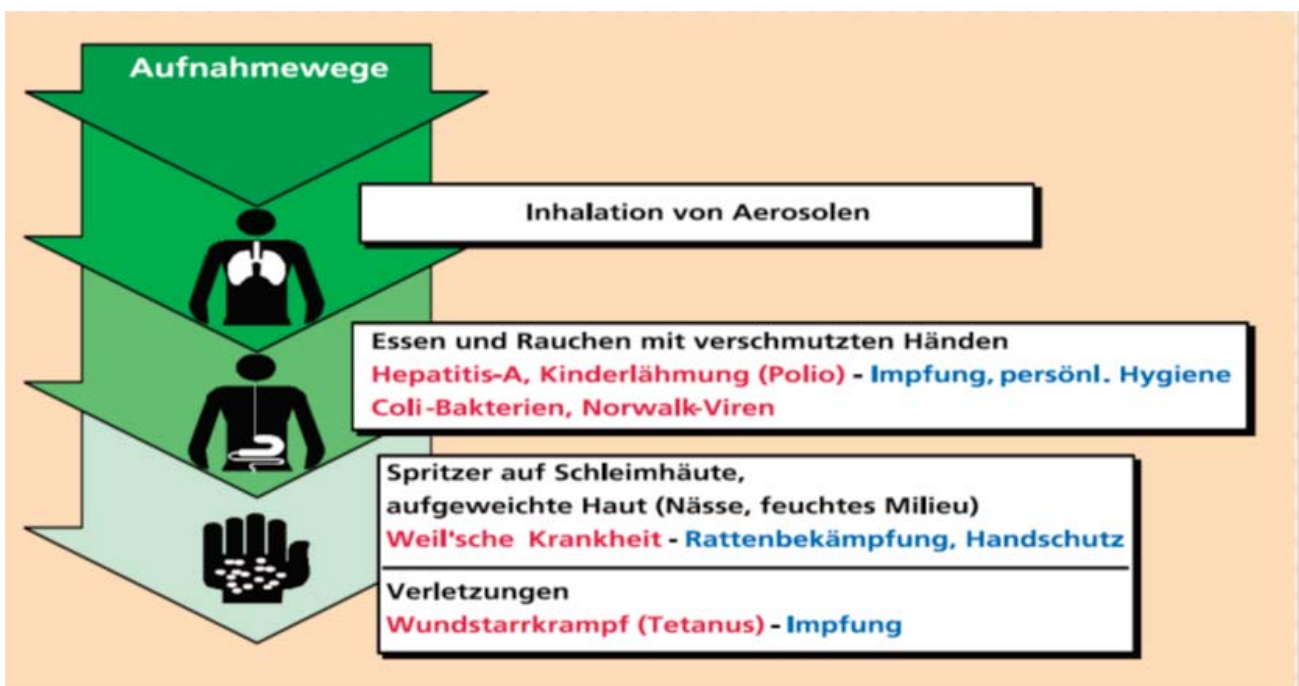 Aufnahmewege
Inhalation von Aerosolen
Essen und Rauchen mit verschmutzten Händen
Hepatitis-A, Kinderlähmung (Polio) - Impfung, persönl. Hygiene
Coli-Bakterien, Norwalk-Viren
Spritzer auf Schleimhäute,
aufgeweichte Haut (Nässe, feuchtes Milieu)
Weil'sche Krankheit - Rattenbekämpfung, Handschutz
Verletzungen
Wundstarrkrampf (Tetanus) - Impfung